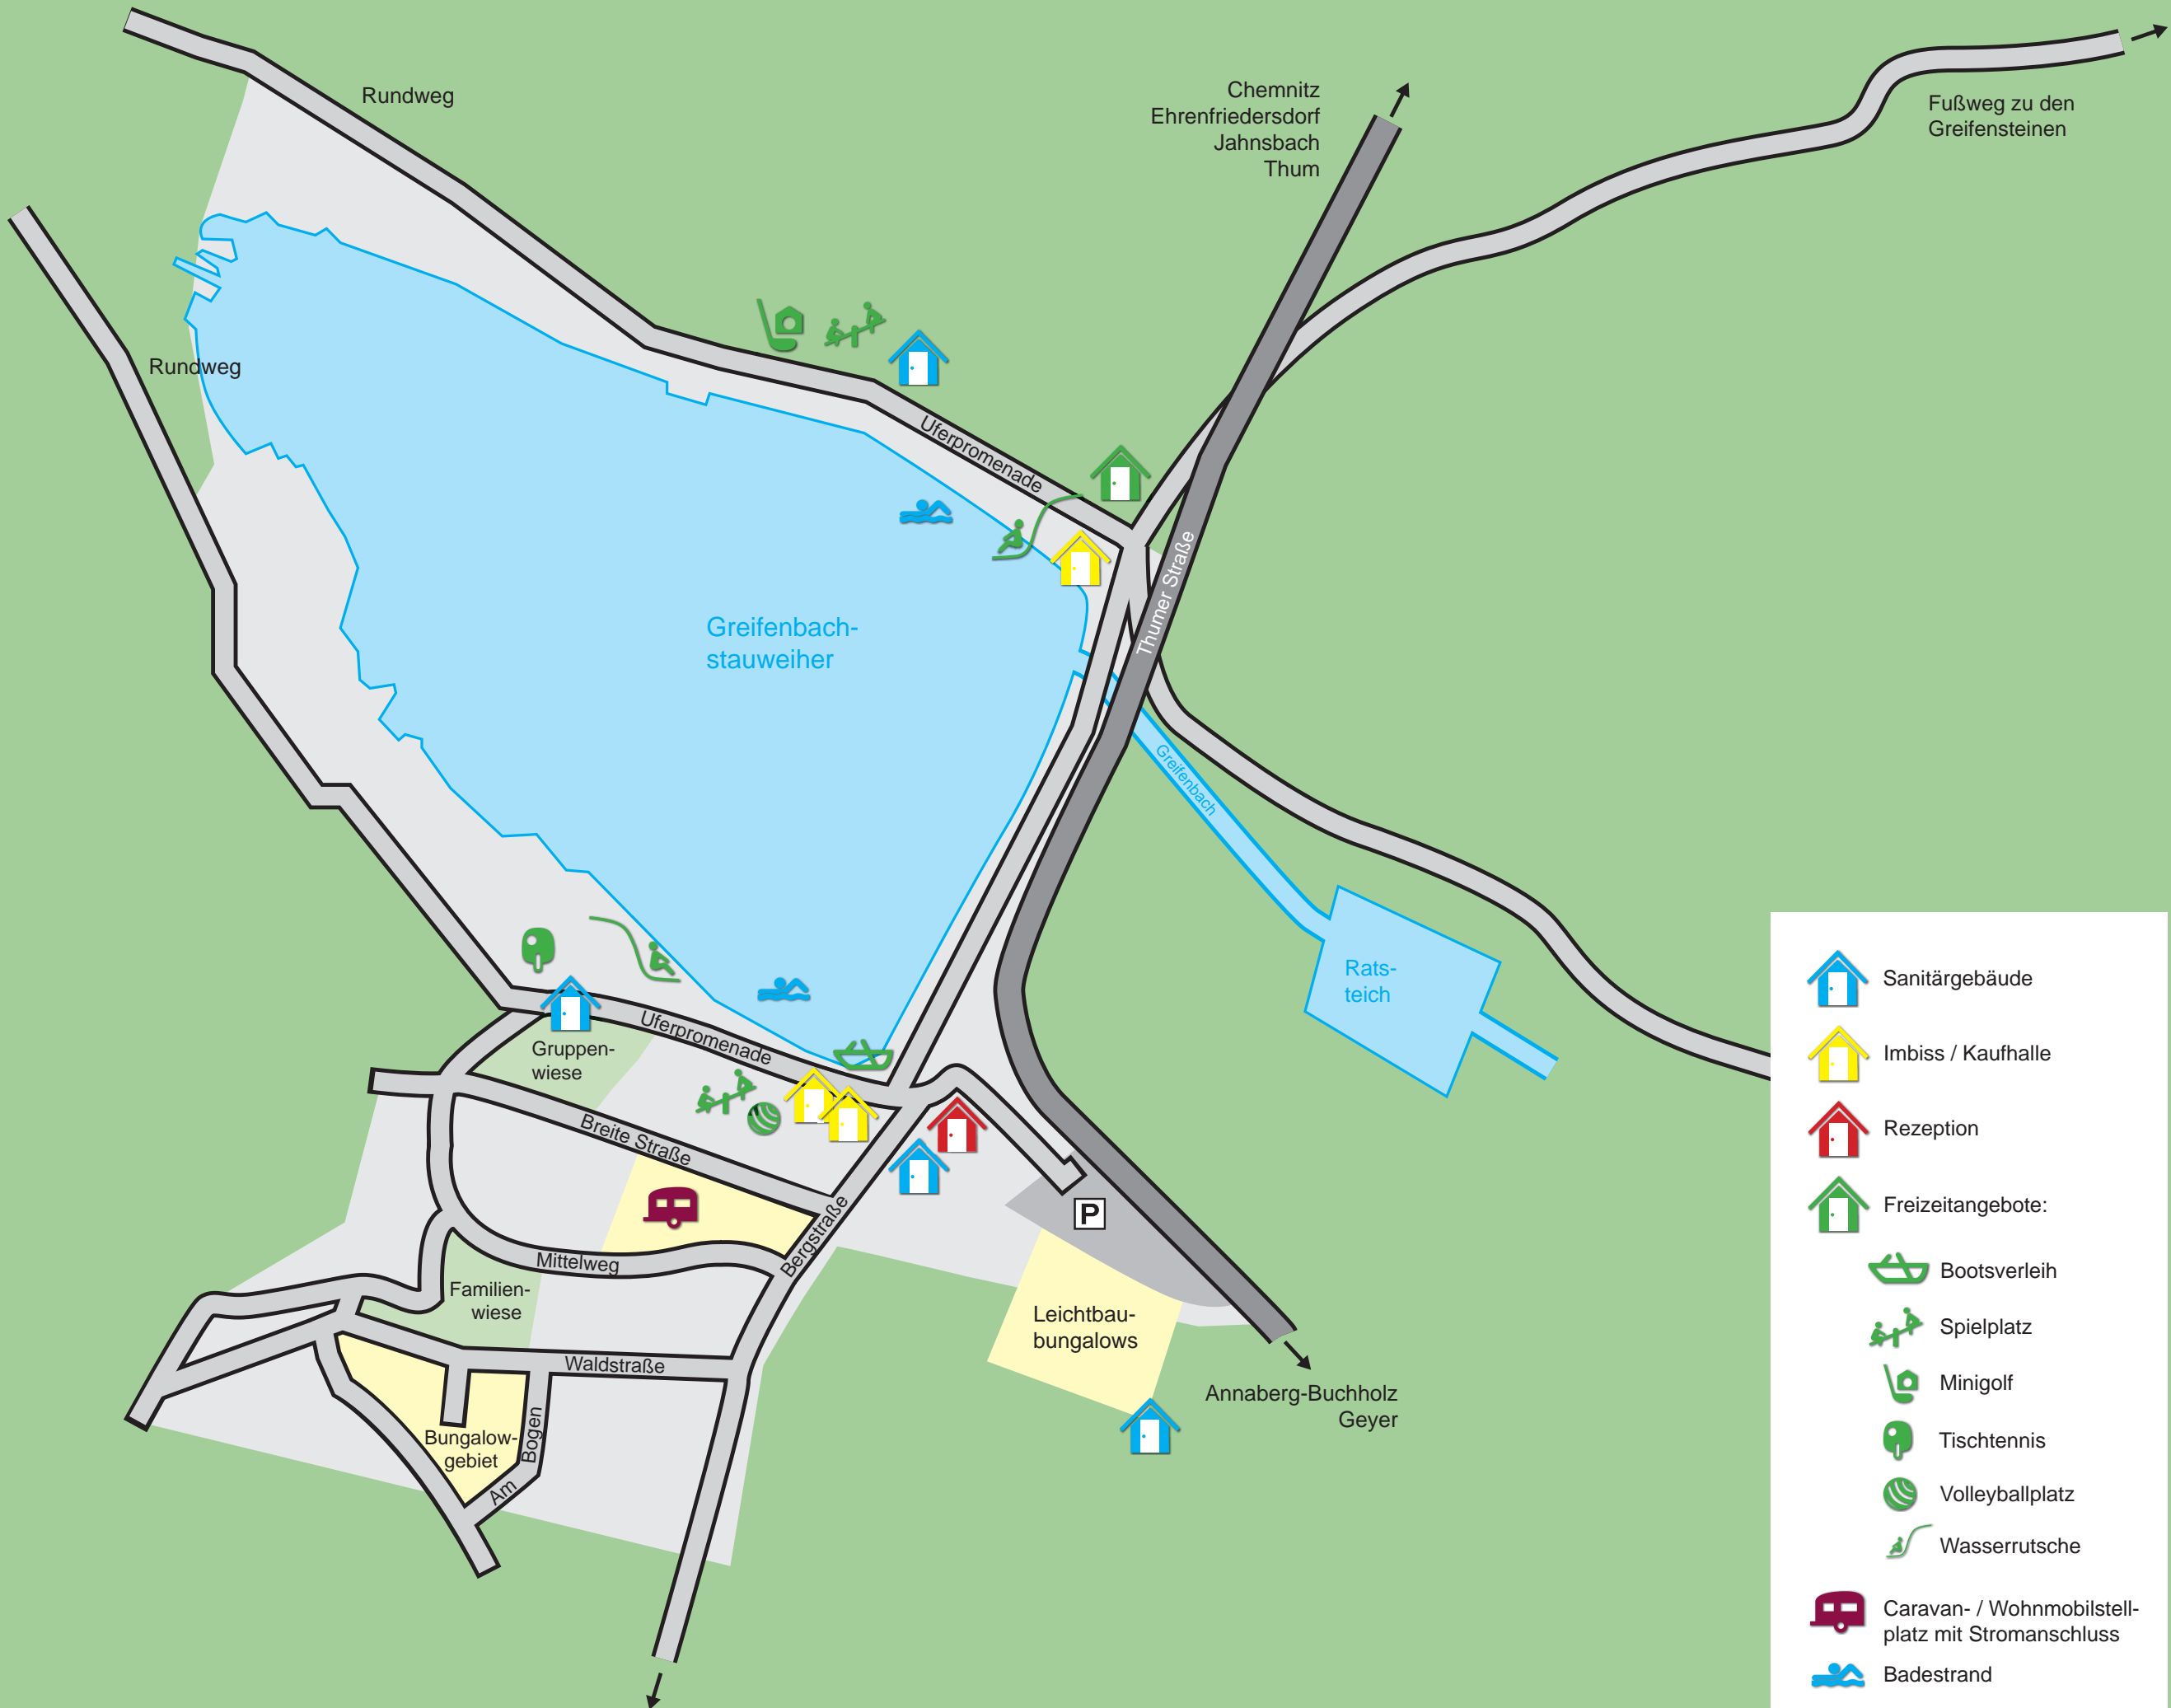 Rundweg
Chemnitz
Ehrenfriedersdorf
Jahnsbach
Thum
Fußweg zu den
Greifensteinen
Rundweg
Uferpromenade
Thumer Straße
Greifenbach-
stauweiher
Greifenbach
Rats-
teich
Uferpromenade
Gruppen-
wiese
Breite Straße
Bergstraße
P
Mittelweg
Familien-
wiese
Leichtbau-
bungalows
Waldstraße
Annaberg-Buchholz
Geyer
Bungalow-
gebiet
Am Bogen
Sanitärgebäude
Imbiss / Kaufhalle
Rezeption
Freizeitangebote:
Bootsverleih
Spielplatz
Minigolf
Tischtennis
Volleyballplatz
Wasserrutsche
Caravan- / Wohnmobilstell-
platz mit Stromanschluss
Badestrand